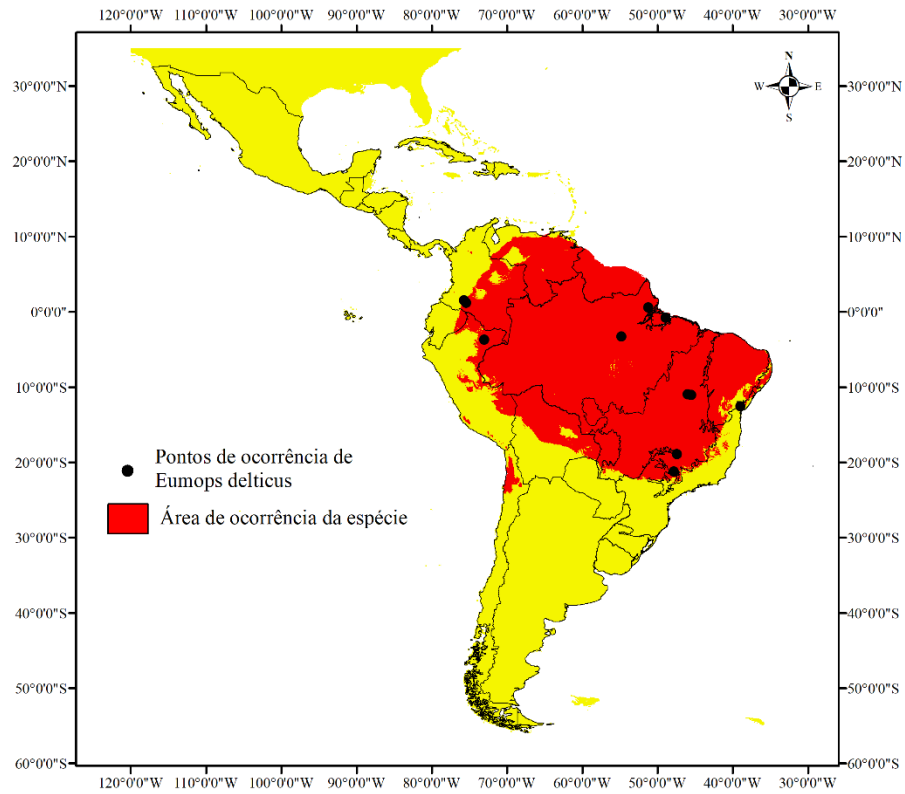 120°0'0"W 110°0'0"W 100°0'0"W 90°0'0"W 80°0'0"W 70°0'0"W 60°0'0"W 50°0'0"W 40°0'0"W 30°0'0"W
N
W E
S
30°0'0"N 30°0'0"N
20°0'0"N 20°0'0"N
10°0'0"N 10°0'0"N
0°0'0" 0°0'0"
10°0'0"S 10°0'0"S
Pontos de ocorrência de
Eumops delticus
20°0'0"S 20°0'0"S
Área de ocorrência da espécie
30°0'0"S 30°0'0"S
40°0'0"S 40°0'0"S
50°0'0"S 50°0'0"S
60°0'0"S 60°0'0"S
120°0'0"W 110°0'0"W 100°0'0"W 90°0'0"W 80°0'0"W 70°0'0"W 60°0'0"W 50°0'0"W 40°0'0"W 30°0'0"W